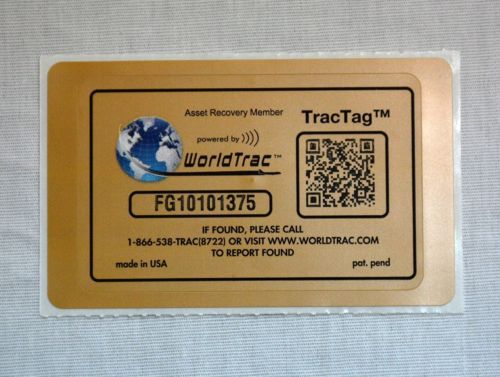 Asset Recovery Member
TracTag™
powered by
WorldTrac™
FG10101375
IF FOUND, PLEASE CALL
1-866-538-TRAC(8722) OR VISIT WWW.WORLDTRAC.COM
TO REPORT FOUND
made in USA
pat. pend